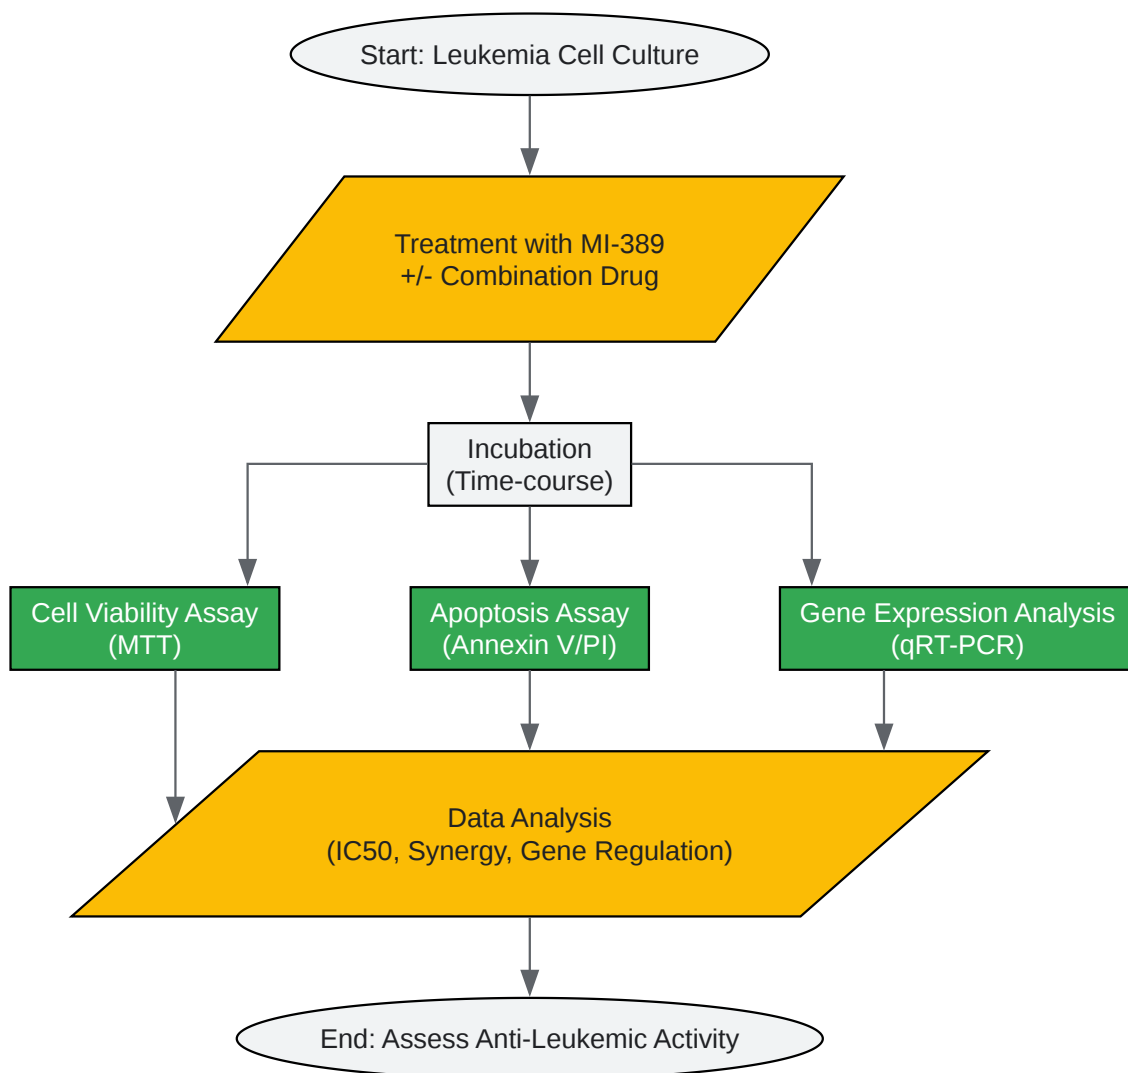 Start: Leukemia Cell Culture
Treatment with MI-389
+/- Combination Drug
Incubation
(Time-course)
Cell Viability Assay
(MTT)
Apoptosis Assay
(Annexin V/PI)
Gene Expression Analysis
(qRT-PCR)
Data Analysis
(IC50, Synergy, Gene Regulation)
End: Assess Anti-Leukemic Activity